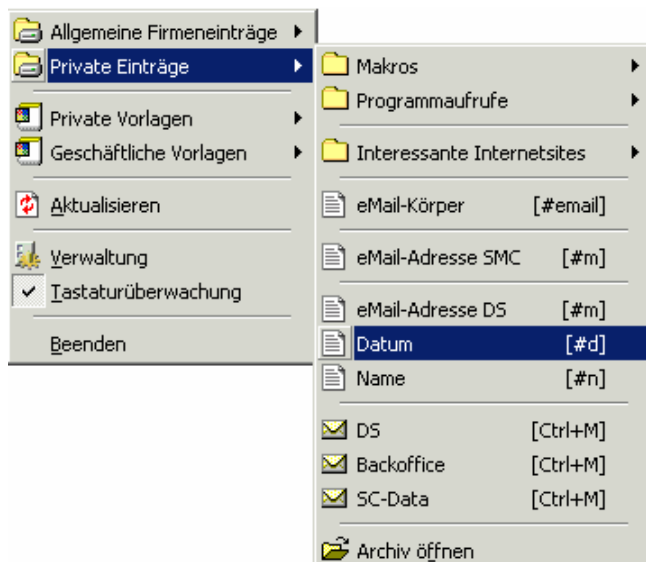 Allgemeine Firmeneinträge
Private Einträge
Private Vorlagen
Geschäftliche Vorlagen
Aktualisieren
Verwaltung
Tastaturüberwachung
Beenden
Makros
Programmaufrufe
Interessante Internetsites
eMail-Körper [#email]
eMail-Adresse SMC [#m]
eMail-Adresse DS [#m]
Datum [#d]
Name [#n]
DS [Ctrl+M]
Backoffice [Ctrl+M]
SC-Data [Ctrl+M]
Archiv öffnen